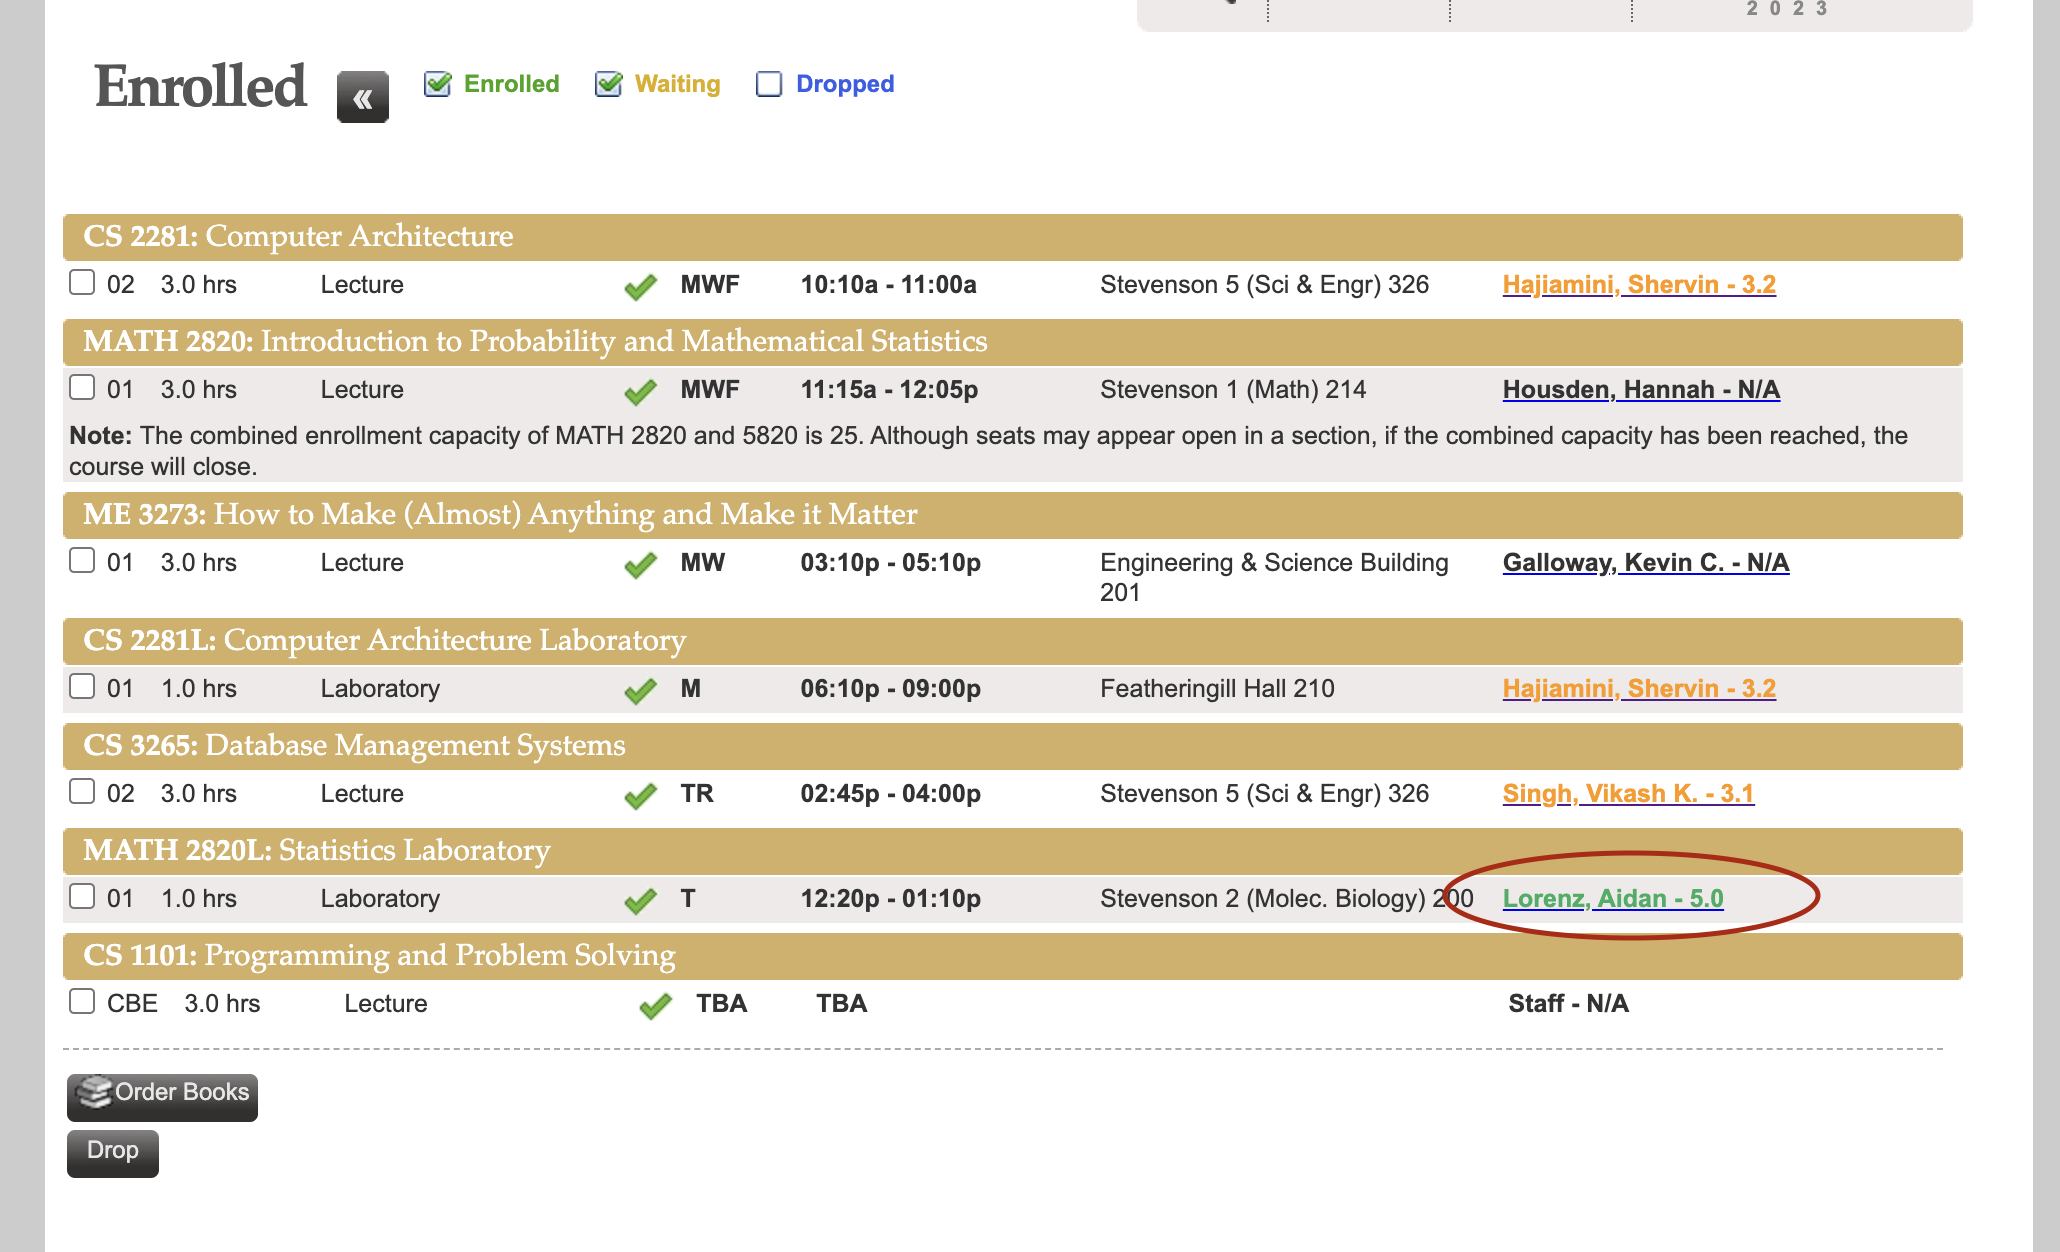 2023
Enrolled « Enrolled Waiting Dropped
CS 2281: Computer Architecture
02 3.0 hrs Lecture MWF 10:10a - 11:00a Stevenson 5 (Sci & Engr) 326 Hajiamini, Shervin - 3.2
MATH 2820: Introduction to Probability and Mathematical Statistics
01 3.0 hrs Lecture MWF 11:15a - 12:05p Stevenson 1 (Math) 214 Housden, Hannah - N/A
Note: The combined enrollment capacity of MATH 2820 and 5820 is 25. Although seats may appear open in a section, if the combined capacity has been reached, the
course will close.
ME 3273: How to Make (Almost) Anything and Make it Matter
01 3.0 hrs Lecture MW 03:10p - 05:10p Engineering & Science Building Galloway, Kevin C. - N/A
201
CS 2281L: Computer Architecture Laboratory
01 1.0 hrs Laboratory M 06:10p - 09:00p Featheringill Hall 210 Hajiamini, Shervin - 3.2
CS 3265: Database Management Systems
02 3.0 hrs Lecture TR 02:45p - 04:00p Stevenson 5 (Sci & Engr) 326 Singh, Vikash K. - 3.1
MATH 2820L: Statistics Laboratory
01 1.0 hrs Laboratory T 12:20p - 01:10p Stevenson 2 (Molec. Biology) 200 Lorenz, Aidan - 5.0
CS 1101: Programming and Problem Solving
CBE 3.0 hrs Lecture TBA TBA Staff - N/A
Order Books
Drop